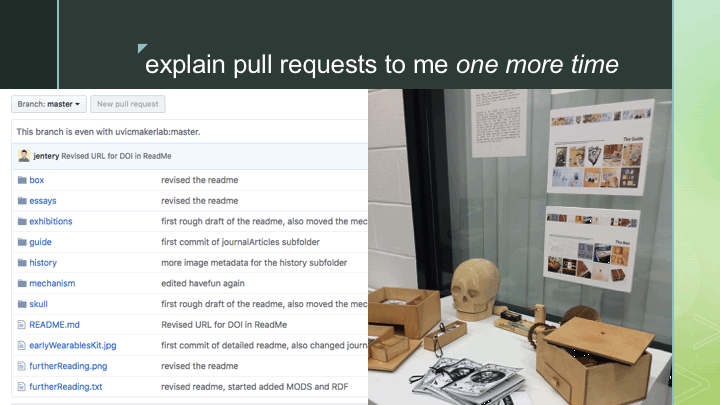 explain pull requests to me one more time
Branch: master
New pull request
This branch is even with uvicmakerlab:master.
jentery Revised URL for DOI in ReadMe
box revised the readme
essays revised the readme
exhibitions first rough draft of the readme, also moved the mec
guide first commit of journalArticles subfolder
history more image metadata for the history subfolder
mechanism edited havefun again
skull first rough draft of the readme, also moved the mec
README.md Revised URL for DOI in ReadMe
earlyWearablesKit.jpg first commit of detailed readme, also changed journ
furtherReading.png revised the readme
furtherReading.txt revised readme, started added MODS and RDF
The Guide
The Box